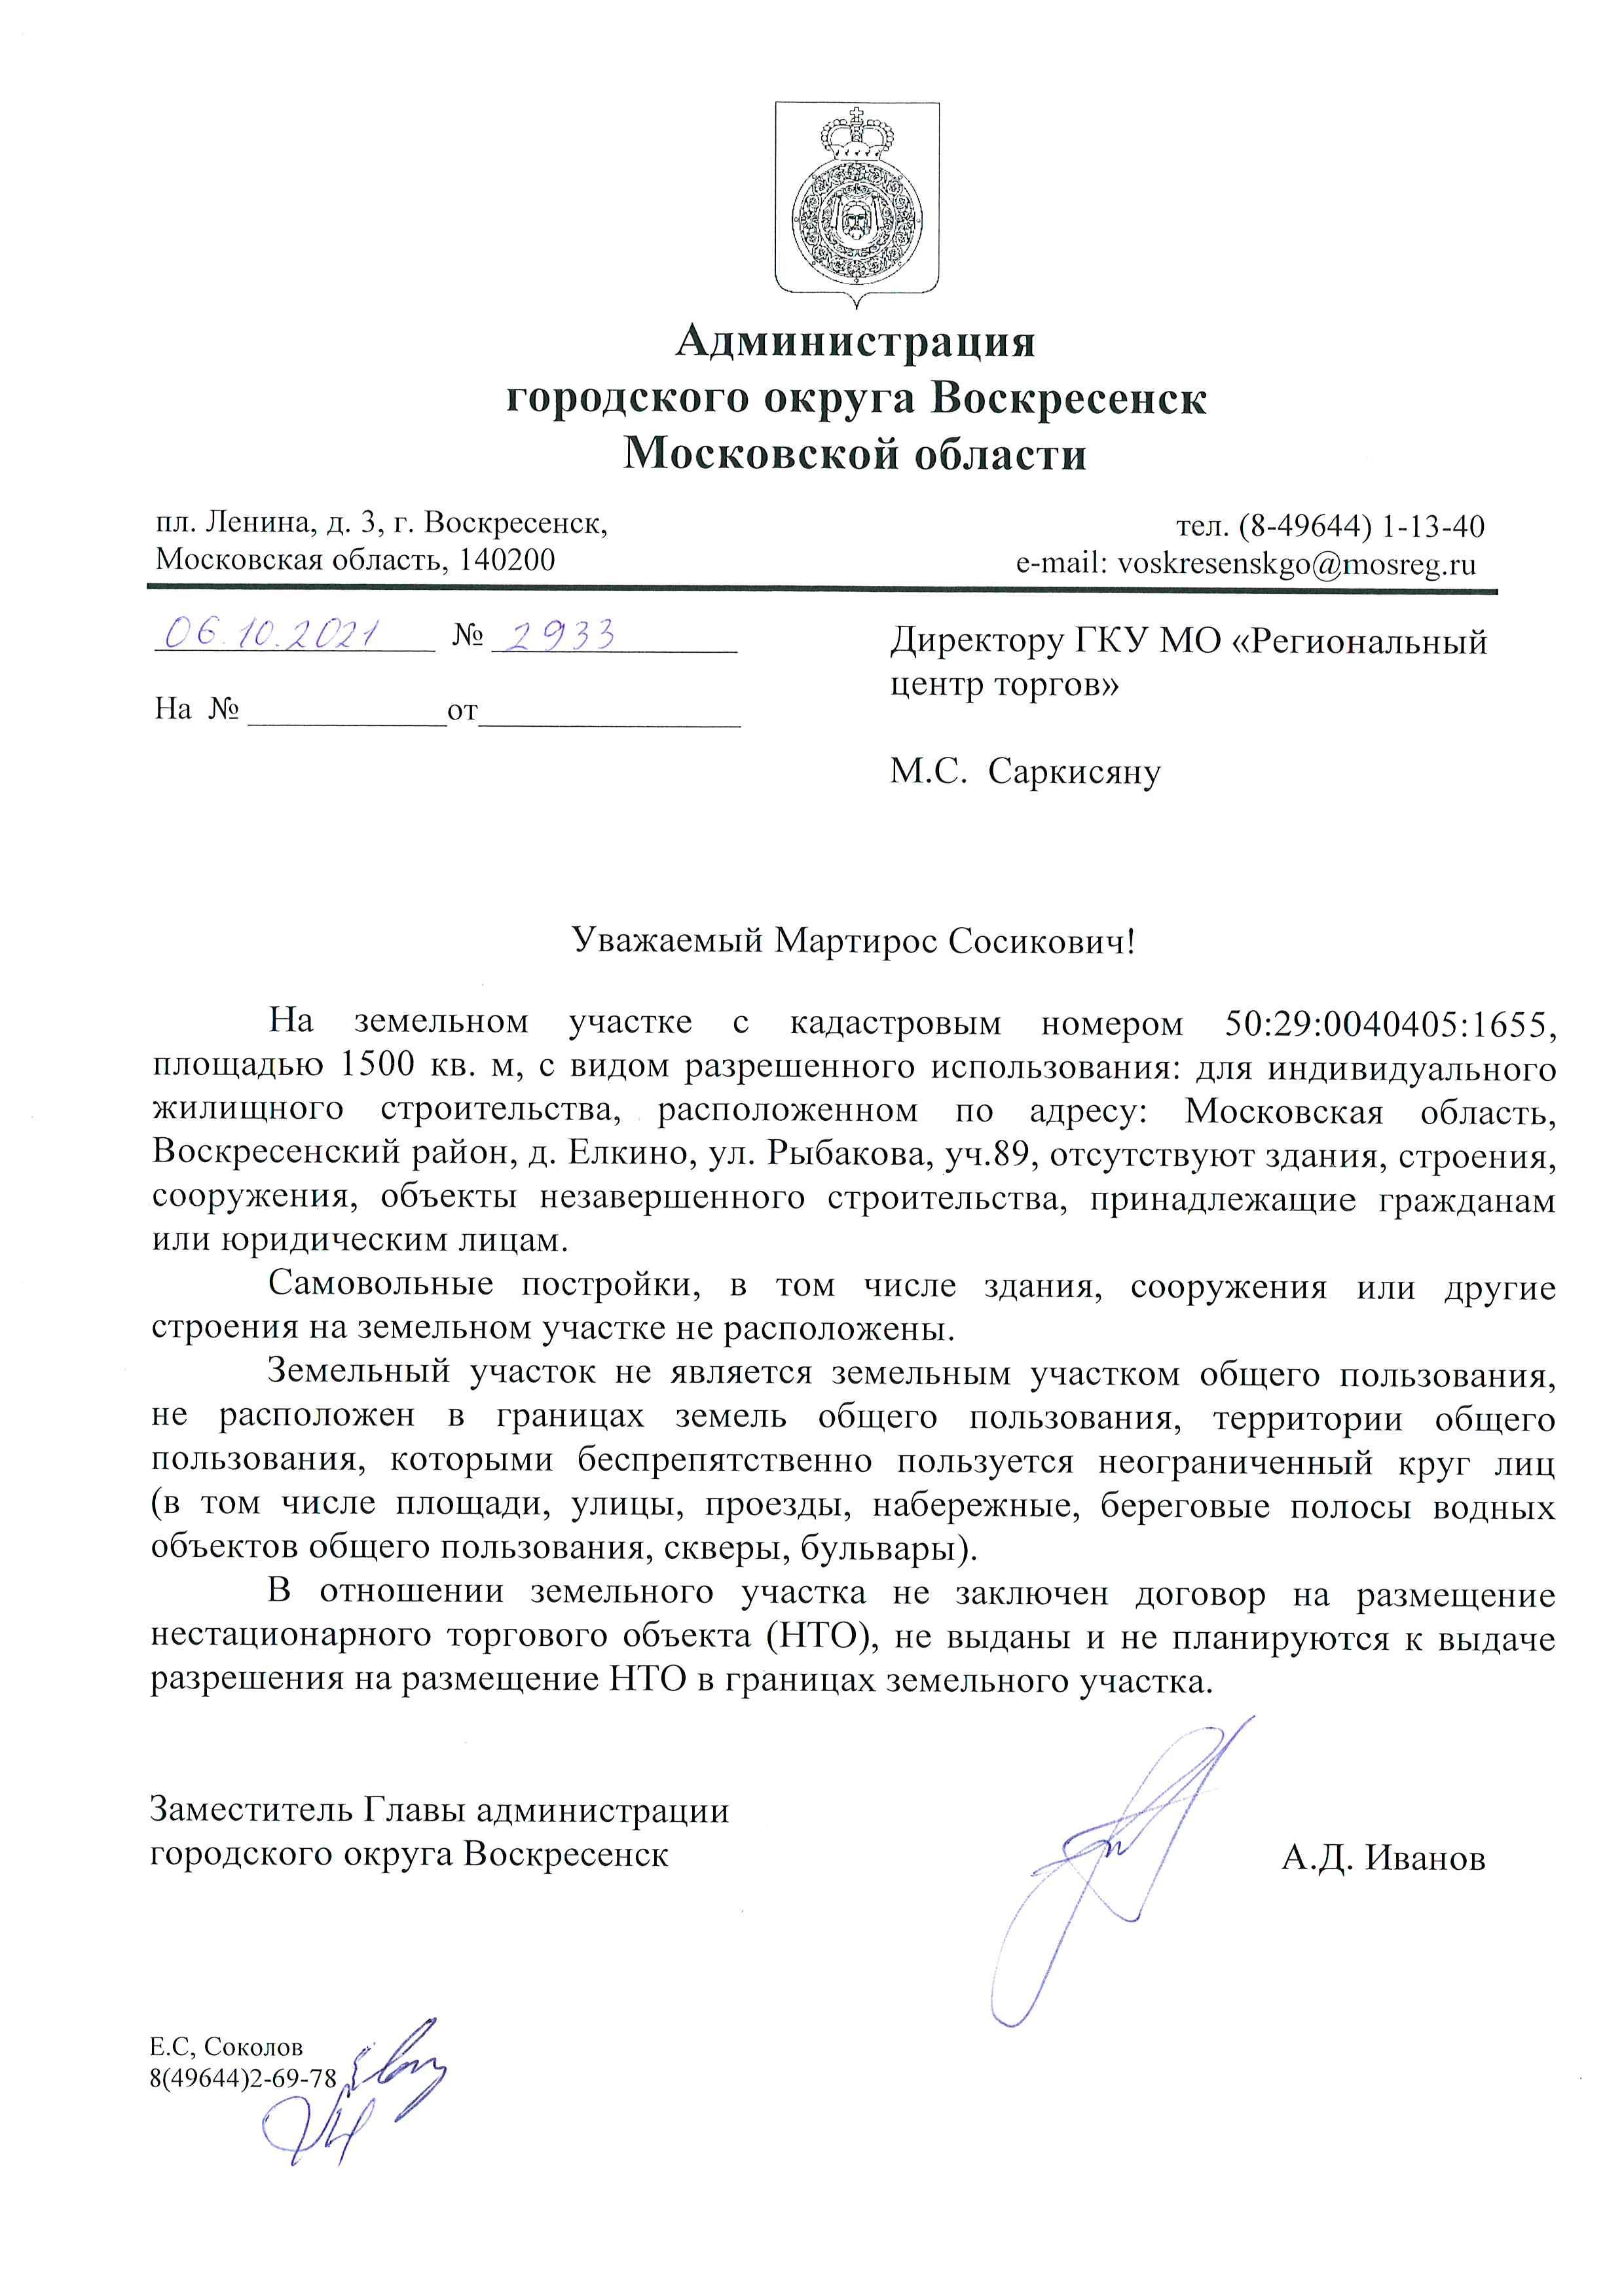 Администрация
городского округа Воскресенск
Московской области
пл. Ленина, д. 3, г. Воскресенск,
Московская область, 140200
тел. (8-49644) 1-13-40
e-mail: voskresenskgo@mosreg.ru
06.10.2021 № 2933
На № ____________от________________
Директору ГКУ МО «Региональный
центр торгов»
М.С. Саркисяну
Уважаемый Мартирос Сосикович!
На земельном участке с кадастровым номером 50:29:0040405:1655,
площадью 1500 кв. м, с видом разрешенного использования: для индивидуального
жилищного строительства, расположенном по адресу: Московская область,
Воскресенский район, д. Елкино, ул. Рыбакова, уч.89, отсутствуют здания, строения,
сооружения, объекты незавершенного строительства, принадлежащие гражданам
или юридическим лицам.
Самовольные постройки, в том числе здания, сооружения или другие
строения на земельном участке не расположены.
Земельный участок не является земельным участком общего пользования,
не расположен в границах земель общего пользования, территории общего
пользования, которыми беспрепятственно пользуется неограниченный круг лиц
(в том числе площади, улицы, проезды, набережные, береговые полосы водных
объектов общего пользования, скверы, бульвары).
В отношении земельного участка не заключен договор на размещение
нестационарного торгового объекта (НТО), не выданы и не планируются к выдаче
разрешения на размещение НТО в границах земельного участка.
Заместитель Главы администрации
городского округа Воскресенск
А.Д. Иванов
Е.С, Соколов
8(49644)2-69-78